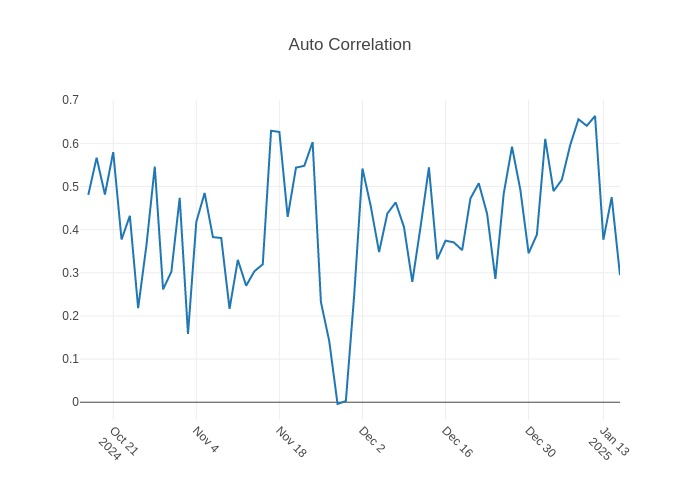 Auto Correlation
0.7
0.6
0.5
0.4
0.3
0.2
0.1
0
Oct 21
2024
Nov 4
Nov 18
Dec 2
Dec 16
Dec 30
Jan 13
2025